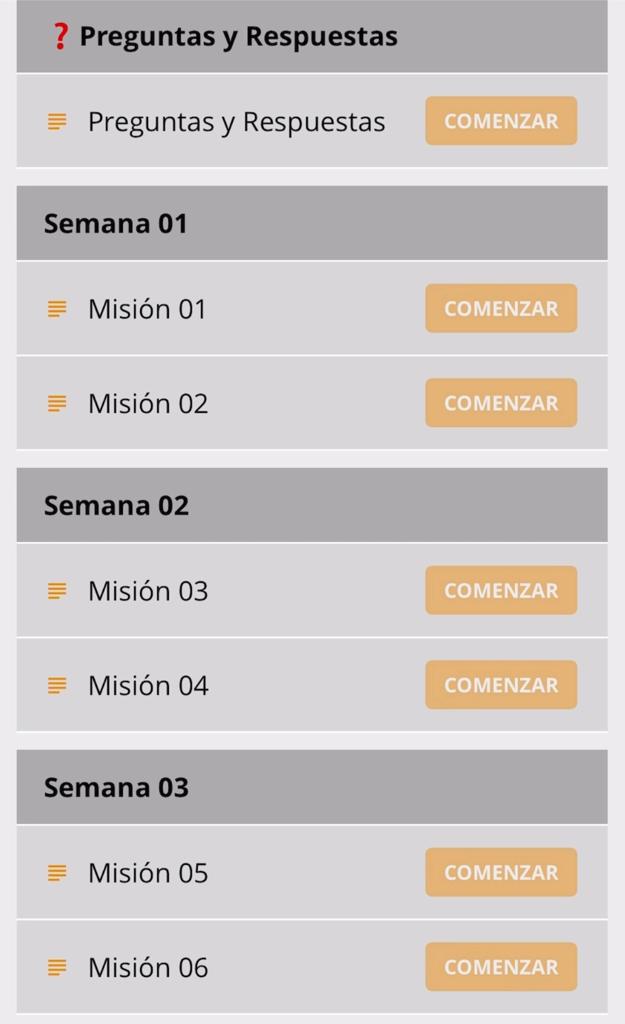 ❓ Preguntas y Respuestas
Preguntas y Respuestas COMENZAR
Semana 01
Misión 01 COMENZAR
Misión 02 COMENZAR
Semana 02
Misión 03 COMENZAR
Misión 04 COMENZAR
Semana 03
Misión 05 COMENZAR
Misión 06 COMENZAR